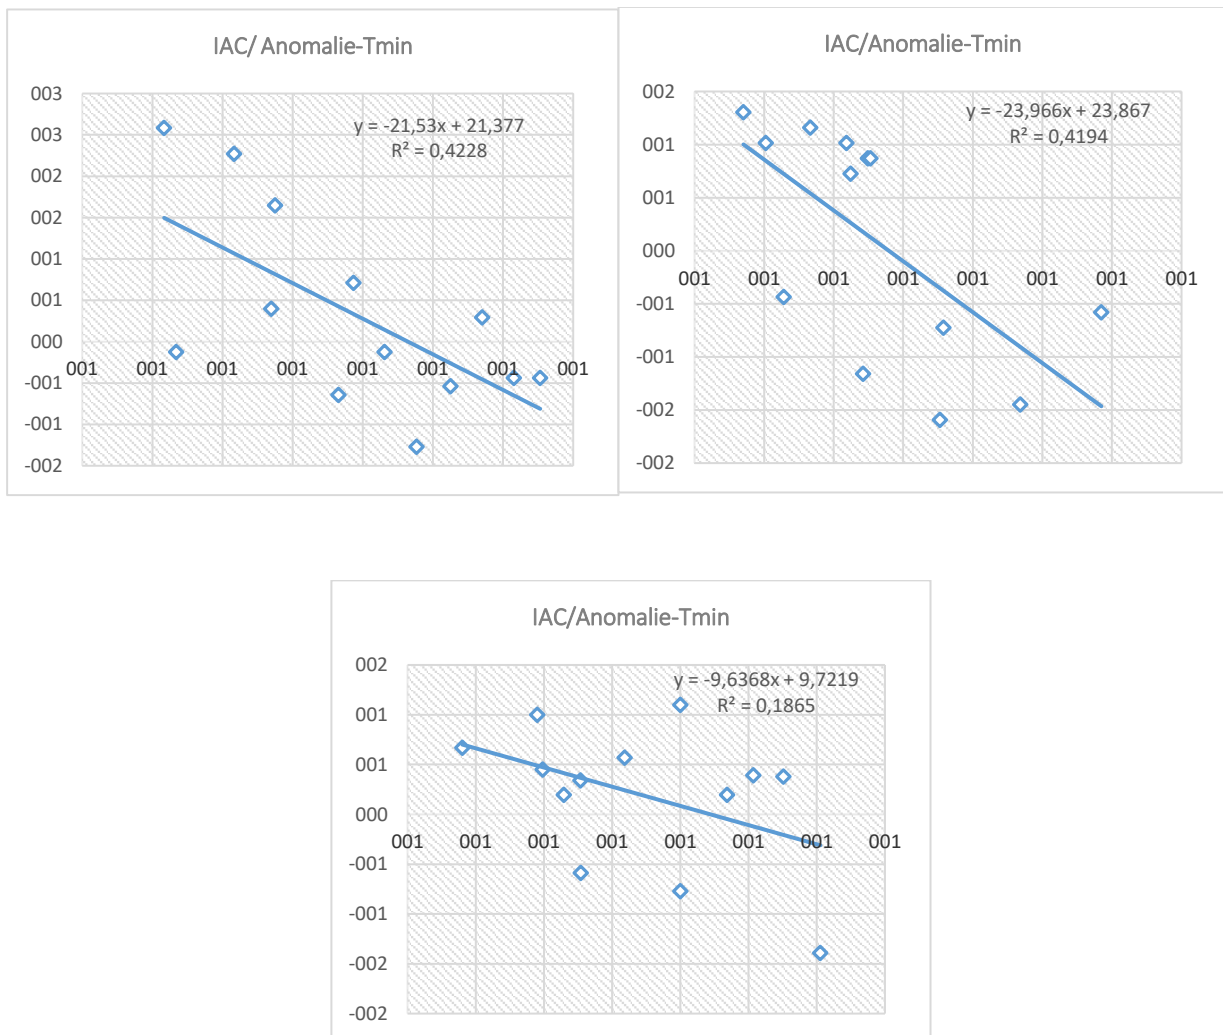 IAC/ Anomalie-Tmin
003
y = -21,53x + 21,377
003
R² = 0,4228
002
002
001
001
000
001 001 001 001 001 001 001 001
-001
-001
-002
IAC/Anomalie-Tmin
002
y = -23,966x + 23,867
R² = 0,4194
001
001
000
001 001 001 001 001 001 001 001
-001
-001
-002
-002
IAC/Anomalie-Tmin
002
y = -9,6368x + 9,7219
R² = 0,1865
001
001
000
001 001 001 001 001 001 001 001
-001
-001
-002
-002